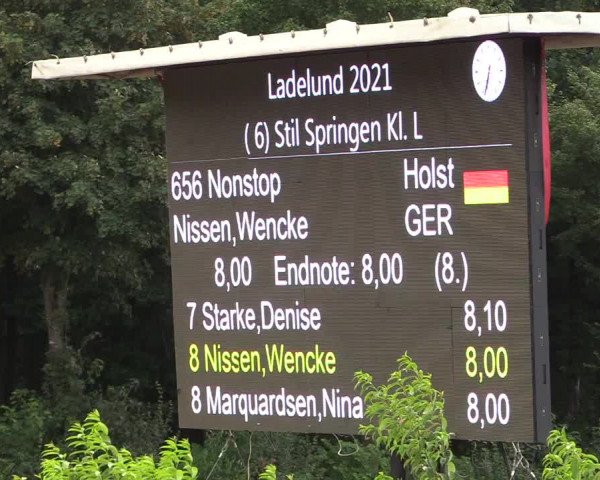 Ladelund 2021
( 6) Stil Springen Kl. L
656 Nonstop Holst
Nissen,Wencke GER
8,00 Endnote: 8,00 (8.)
7 Starke,Denise 8,10
8 Nissen,Wencke 8,00
8 Marquardsen,Nina 8,00